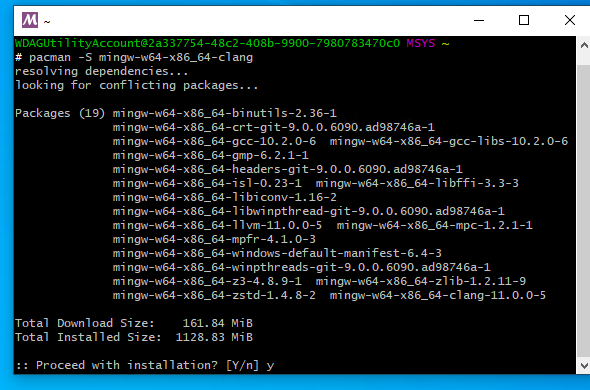 ~
WDAGUtilityAccount@2a337754-48c2-408b-9900-7980783470c0 MSYS ~
# pacman -S mingw-w64-x86_64-clang
resolving dependencies...
looking for conflicting packages...
Packages (19) mingw-w64-x86_64-binutils-2.36-1
mingw-w64-x86_64-crt-git-9.0.0.6090.ad98746a-1
mingw-w64-x86_64-gcc-10.2.0-6 mingw-w64-x86_64-gcc-libs-10.2.0-6
mingw-w64-x86_64-gmp-6.2.1-1
mingw-w64-x86_64-headers-git-9.0.0.6090.ad98746a-1
mingw-w64-x86_64-isl-0.23-1 mingw-w64-x86_64-libffi-3.3-3
mingw-w64-x86_64-libiconv-1.16-2
mingw-w64-x86_64-libwinpthread-git-9.0.0.6090.ad98746a-1
mingw-w64-x86_64-llvm-11.0.0-5 mingw-w64-x86_64-mpc-1.2.1-1
mingw-w64-x86_64-mpfr-4.1.0-3
mingw-w64-x86_64-windows-default-manifest-6.4-3
mingw-w64-x86_64-winpthreads-git-9.0.0.6090.ad98746a-1
mingw-w64-x86_64-z3-4.8.9-1 mingw-w64-x86_64-zlib-1.2.11-9
mingw-w64-x86_64-zstd-1.4.8-2 mingw-w64-x86_64-clang-11.0.0-5
Total Download Size: 161.84 MiB
Total Installed Size: 1128.83 MiB
:: Proceed with installation? [Y/n] y